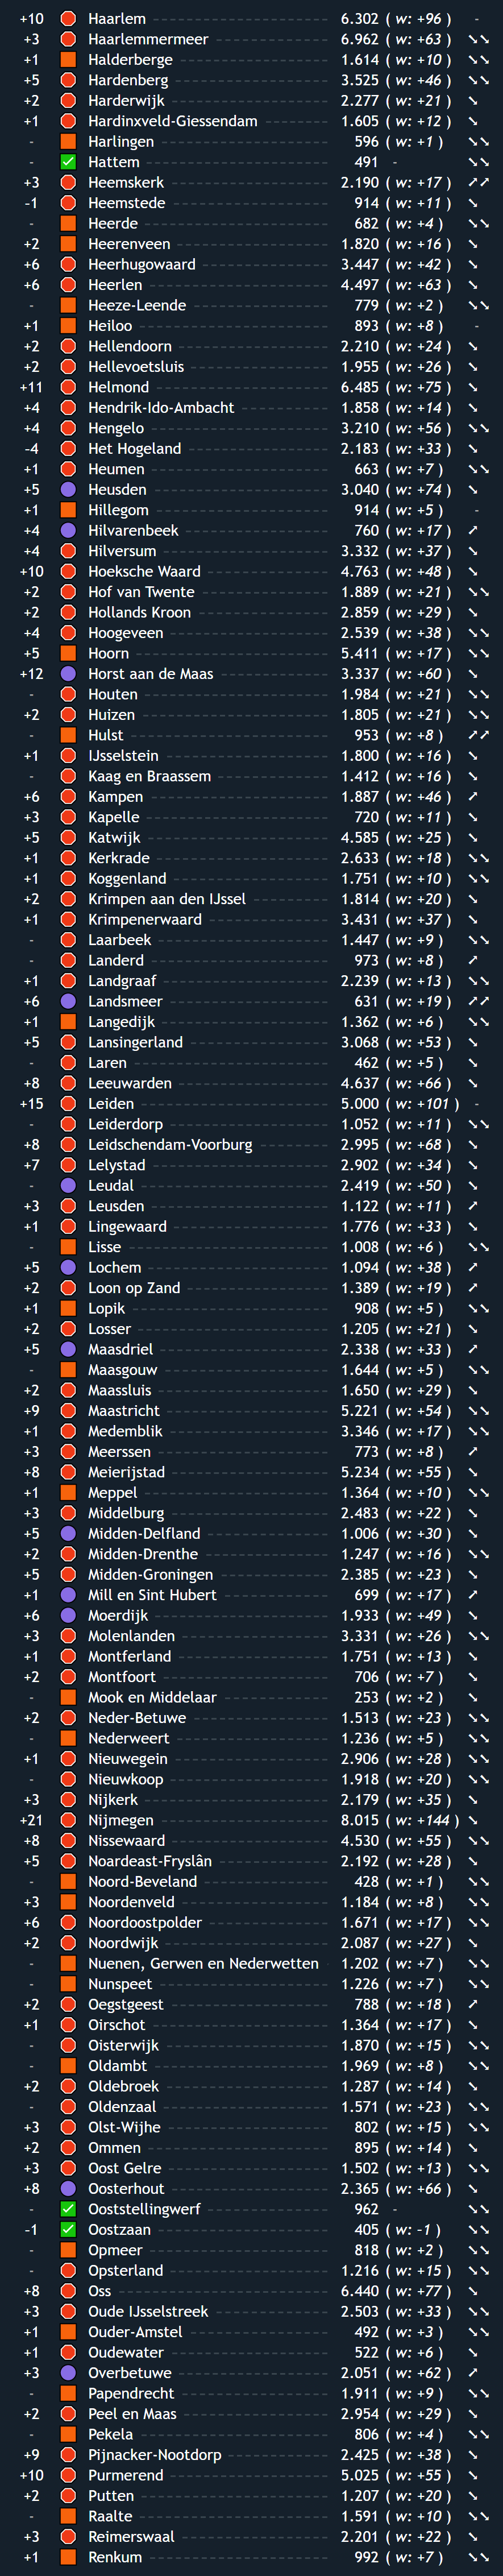 +10 Haarlem 6.302 ( w: +96 ) -
+3 Haarlemmermeer 6.962 ( w: +63 ) ↘↘
+1 Halderberge 1.614 ( w: +10 ) ↘↘
+5 Hardenberg 3.525 ( w: +46 ) ↘↘
+2 Harderwijk 2.277 ( w: +21 ) ↘
+1 Hardinxveld-Giessendam 1.605 ( w: +12 ) ↘
- Harlingen 596 ( w: +1 ) ↘↘
- Hattem 491 - ↘↘
+3 Heemskerk 2.190 ( w: +17 ) ↗↗
-1 Heemstede 914 ( w: +11 ) ↘
- Heerde 682 ( w: +4 ) ↘↘
+2 Heerenveen 1.820 ( w: +16 ) ↘
+6 Heerhugowaard 3.447 ( w: +42 ) ↘
+6 Heerlen 4.497 ( w: +63 ) ↘
- Heeze-Leende 779 ( w: +2 ) ↘↘
+1 Heiloo 893 ( w: +8 ) -
+2 Hellendoorn 2.210 ( w: +24 ) ↘
+2 Hellevoetsluis 1.955 ( w: +26 ) ↘
+11 Helmond 6.485 ( w: +75 ) ↘
+4 Hendrik-Ido-Ambacht 1.858 ( w: +14 ) ↘
+4 Hengelo 3.210 ( w: +56 ) ↘↘
-4 Het Hogeland 2.183 ( w: +33 ) ↘
+1 Heumen 663 ( w: +7 ) ↘↘
+5 Heusden 3.040 ( w: +74 ) ↘
+1 Hillegom 914 ( w: +5 ) -
+4 Hilvarenbeek 760 ( w: +17 ) ↗
+4 Hilversum 3.332 ( w: +37 ) ↘
+10 Hoeksche Waard 4.763 ( w: +48 ) ↘
+2 Hof van Twente 1.889 ( w: +21 ) ↘↘
+2 Hollands Kroon 2.859 ( w: +29 ) ↘
+4 Hoogeveen 2.539 ( w: +38 ) ↘↘
+5 Hoorn 5.411 ( w: +17 ) ↘↘
+12 Horst aan de Maas 3.337 ( w: +60 ) ↘
- Houten 1.984 ( w: +21 ) ↘↘
+2 Huizen 1.805 ( w: +21 ) ↘↘
- Hulst 953 ( w: +8 ) ↗↗
+1 IJsselstein 1.800 ( w: +16 ) ↘
- Kaag en Braassem 1.412 ( w: +16 ) ↘
+6 Kampen 1.887 ( w: +46 ) ↗
+3 Kapelle 720 ( w: +11 ) ↘
+5 Katwijk 4.585 ( w: +25 ) ↘
+1 Kerkrade 2.633 ( w: +18 ) ↘↘
+1 Koggenland 1.751 ( w: +10 ) ↘↘
+2 Krimpen aan den IJssel 1.814 ( w: +20 ) ↘
+1 Krimpenerwaard 3.431 ( w: +37 ) ↘
- Laarbeek 1.447 ( w: +9 ) ↘↘
- Landerd 973 ( w: +8 ) ↗
+1 Landgraaf 2.239 ( w: +13 ) ↘↘
+6 Landsmeer 631 ( w: +19 ) ↗↗
+1 Langedijk 1.362 ( w: +6 ) ↘↘
+5 Lansingerland 3.068 ( w: +53 ) ↘
- Laren 462 ( w: +5 ) ↘
+8 Leeuwarden 4.637 ( w: +66 ) ↘
+15 Leiden 5.000 ( w: +101 ) -
- Leiderdorp 1.052 ( w: +11 ) ↘↘
+8 Leidschendam-Voorburg 2.995 ( w: +68 ) ↘
+7 Lelystad 2.902 ( w: +34 ) ↘
- Leudal 2.419 ( w: +50 ) ↘
+3 Leusden 1.122 ( w: +11 ) ↗
+1 Lingewaard 1.776 ( w: +33 ) ↘
- Lisse 1.008 ( w: +6 ) ↘↘
+5 Lochem 1.094 ( w: +38 ) ↗
+2 Loon op Zand 1.389 ( w: +19 ) ↗
+1 Lopik 908 ( w: +5 ) ↘↘
+2 Losser 1.205 ( w: +21 ) ↘
+5 Maasdriel 2.338 ( w: +33 ) ↗
- Maasgouw 1.644 ( w: +5 ) ↘↘
+2 Maassluis 1.650 ( w: +29 ) ↘
+9 Maastricht 5.221 ( w: +54 ) ↘↘
+1 Medemblik 3.346 ( w: +17 ) ↘↘
+3 Meerssen 773 ( w: +8 ) ↗
+8 Meierijstad 5.234 ( w: +55 ) ↘
+1 Meppel 1.364 ( w: +10 ) ↘↘
+3 Middelburg 2.483 ( w: +22 ) ↘
+5 Midden-Delfland 1.006 ( w: +30 ) ↘
+2 Midden-Drenthe 1.247 ( w: +16 ) ↘↘
+5 Midden-Groningen 2.385 ( w: +23 ) ↘
+1 Mill en Sint Hubert 699 ( w: +17 ) ↗
+6 Moerdijk 1.933 ( w: +49 ) ↘
+3 Molenlanden 3.331 ( w: +26 ) ↘↘
+1 Montferland 1.751 ( w: +13 ) ↘
+2 Montfoort 706 ( w: +7 ) ↘
- Mook en Middelaar 253 ( w: +2 ) ↘
+2 Neder-Betuwe 1.513 ( w: +23 ) ↘↘
- Nederweert 1.236 ( w: +5 ) ↘↘
+1 Nieuwegein 2.906 ( w: +28 ) ↘↘
- Nieuwkoop 1.918 ( w: +20 ) ↘↘
+3 Nijkerk 2.179 ( w: +35 ) ↘
+21 Nijmegen 8.015 ( w: +144 ) ↘
+8 Nissewaard 4.530 ( w: +55 ) ↘↘
+5 Noardeast-Fryslân 2.192 ( w: +28 ) ↘
- Noord-Beveland 428 ( w: +1 ) ↘↘
+3 Noordenveld 1.184 ( w: +8 ) ↘↘
+6 Noordoostpolder 1.671 ( w: +17 ) ↘↘
+2 Noordwijk 2.087 ( w: +27 ) ↘
- Nuenen, Gerwen en Nederwetten 1.202 ( w: +7 ) ↘↘
- Nunspeet 1.226 ( w: +7 ) ↘↘
+2 Oegstgeest 788 ( w: +18 ) ↗
+1 Oirschot 1.364 ( w: +17 ) ↘
- Oisterwijk 1.870 ( w: +15 ) ↘↘
- Oldambt 1.969 ( w: +8 ) ↘↘
+2 Oldebroek 1.287 ( w: +14 ) ↘
- Oldenzaal 1.571 ( w: +23 ) ↘↘
+3 Olst-Wijhe 802 ( w: +15 ) ↘↘
+2 Ommen 895 ( w: +14 ) ↘
+3 Oost Gelre 1.502 ( w: +13 ) ↘↘
+8 Oosterhout 2.365 ( w: +66 ) ↘
- Ooststellingwerf 962 - ↘↘
-1 Oostzaan 405 ( w: -1 ) ↘↘
- Opmeer 818 ( w: +2 ) ↘↘
- Opsterland 1.216 ( w: +15 ) ↘↘
+8 Oss 6.440 ( w: +77 ) ↘
+3 Oude IJsselstreek 2.503 ( w: +33 ) ↘↘
+1 Ouder-Amstel 492 ( w: +3 ) ↘↘
+1 Oudewater 522 ( w: +6 ) ↘
+3 Overbetuwe 2.051 ( w: +62 ) ↗
- Papendrecht 1.911 ( w: +9 ) ↘↘
+2 Peel en Maas 2.954 ( w: +29 ) ↘
- Pekela 806 ( w: +4 ) ↘↘
+9 Pijnacker-Nootdorp 2.425 ( w: +38 ) ↘
+10 Purmerend 5.025 ( w: +55 ) ↘
+2 Putten 1.207 ( w: +20 ) ↘
- Raalte 1.591 ( w: +10 ) ↘↘
+3 Reimerswaal 2.201 ( w: +22 ) ↘
+1 Renkum 992 ( w: +7 ) ↘↘